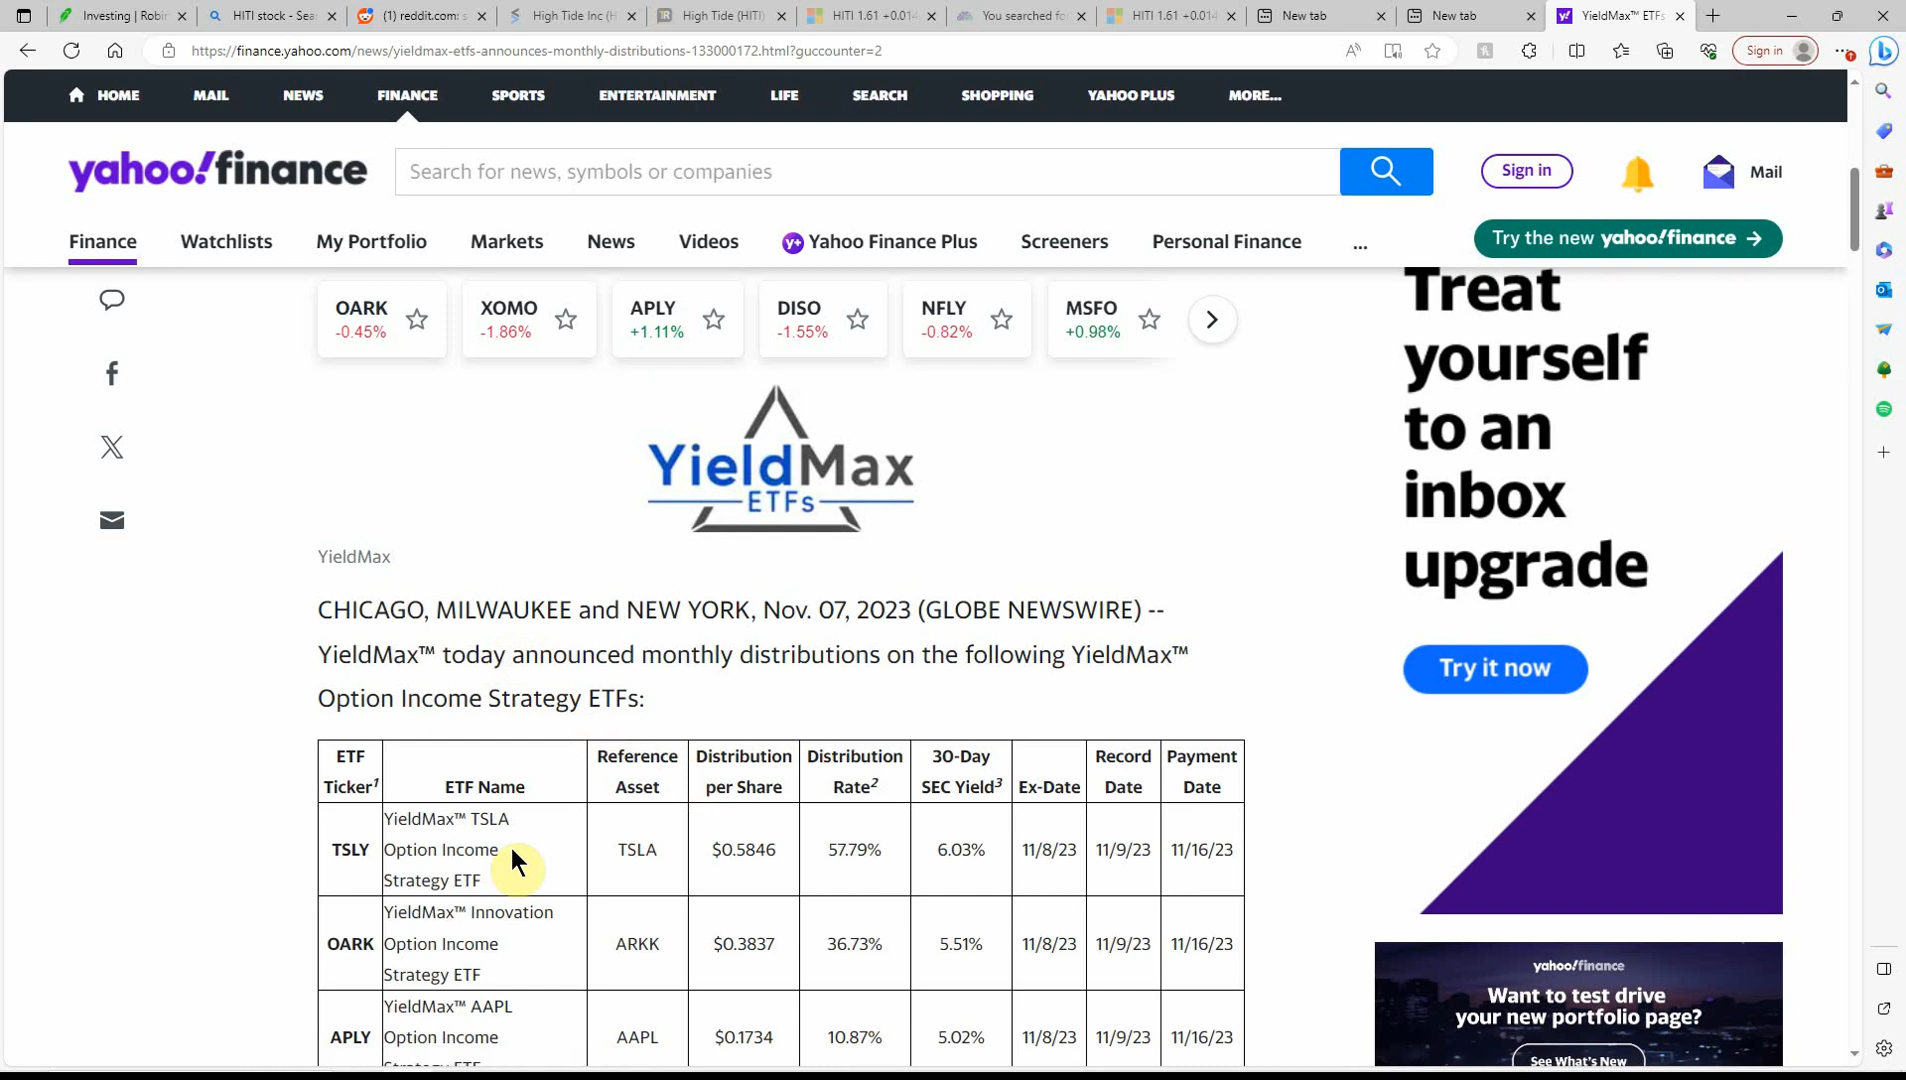 Investing | Robin
HITI stock - Sea
(1) reddit.com: s
High Tide Inc (H
High Tide (HITI)
HITI 1.61 +0.014
You searched fo
HITI 1.61 +0.014
New tab
New tab
YieldMax™ ETFs
https://finance.yahoo.com/news/yieldmax-etfs-announces-monthly-distributions-133000172.html?guccounter=2
Sign in
HOME MAIL NEWS FINANCE SPORTS ENTERTAINMENT LIFE SEARCH SHOPPING YAHOO PLUS MORE...
yahoo!finance
Search for news, symbols or companies
Sign in
Mail
Finance Watchlists My Portfolio Markets News Videos Yahoo Finance Plus Screeners Personal Finance ...
Try the new yahoo!finance →
OARK XOMO APLY DISO NFLY MSFO
-0.45% -1.86% +1.11% -1.55% -0.82% +0.98%
YieldMax
ETFs
YieldMax
CHICAGO, MILWAUKEE and NEW YORK, Nov. 07, 2023 (GLOBE NEWSWIRE) --
YieldMax™ today announced monthly distributions on the following YieldMax™
Option Income Strategy ETFs:
ETF Reference Distribution Distribution 30-Day Record Payment
Ticker1 ETF Name Asset per Share Rate2 SEC Yield3 Ex-Date Date Date
YieldMax™ TSLA
TSLY Option Income TSLA $0.5846 57.79% 6.03% 11/8/23 11/9/23 11/16/23
Strategy ETF
YieldMax™ Innovation
OARK Option Income ARKK $0.3837 36.73% 5.51% 11/8/23 11/9/23 11/16/23
Strategy ETF
YieldMax™ AAPL
APLY Option Income AAPL $0.1734 10.87% 5.02% 11/8/23 11/9/23 11/16/23
Strategy ETF
Treat
yourself
to an
inbox
upgrade
Try it now
yahoo!finance
Want to test drive
your new portfolio page?
See What's New